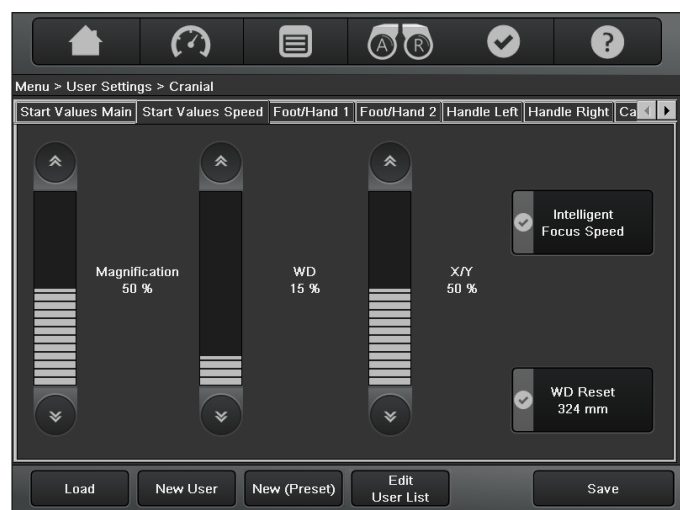 A R ?
Menu > User Settings > Cranial
Start Values Main Start Values Speed Foot/Hand 1 Foot/Hand 2 Handle Left Handle Right Ca
Magnification
50 %
WD
15 %
X/Y
50 %
Intelligent
Focus Speed
WD Reset
324 mm
Load New User New (Preset) Edit
User List Save